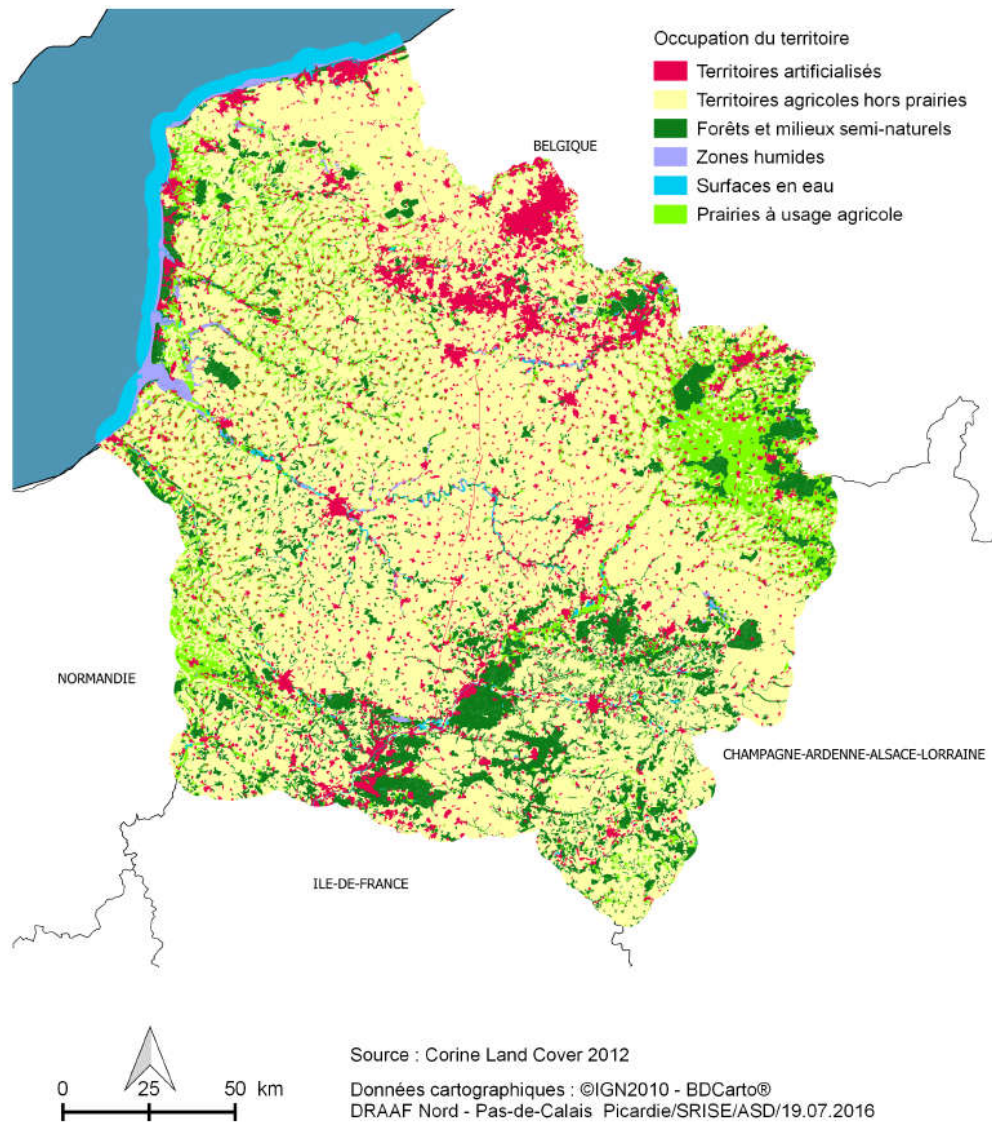 Occupation du territoire
Territoires artificialisés
Territoires agricoles hors prairies
Forêts et milieux semi-naturels
Zones humides
Surfaces en eau
Prairies à usage agricole
BELGIQUE
NORMANDIE
CHAMPAGNE-ARDENNE-ALSACE-LORRAINE
ILE-DE-FRANCE
0 25 50 km
Source : Corine Land Cover 2012
Données cartographiques : ©IGN2010 - BDCarto®
DRAAF Nord - Pas-de-Calais Picardie/SRISE/ASD/19.07.2016